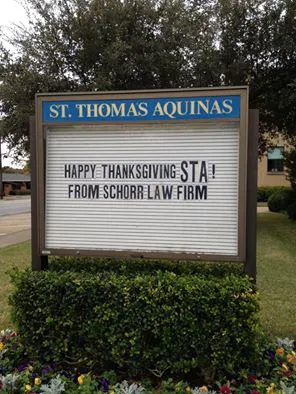 ST. THOMAS AQUINAS
HAPPY THANKSGIVING STA!
FROM SCHORR LAW FIRM